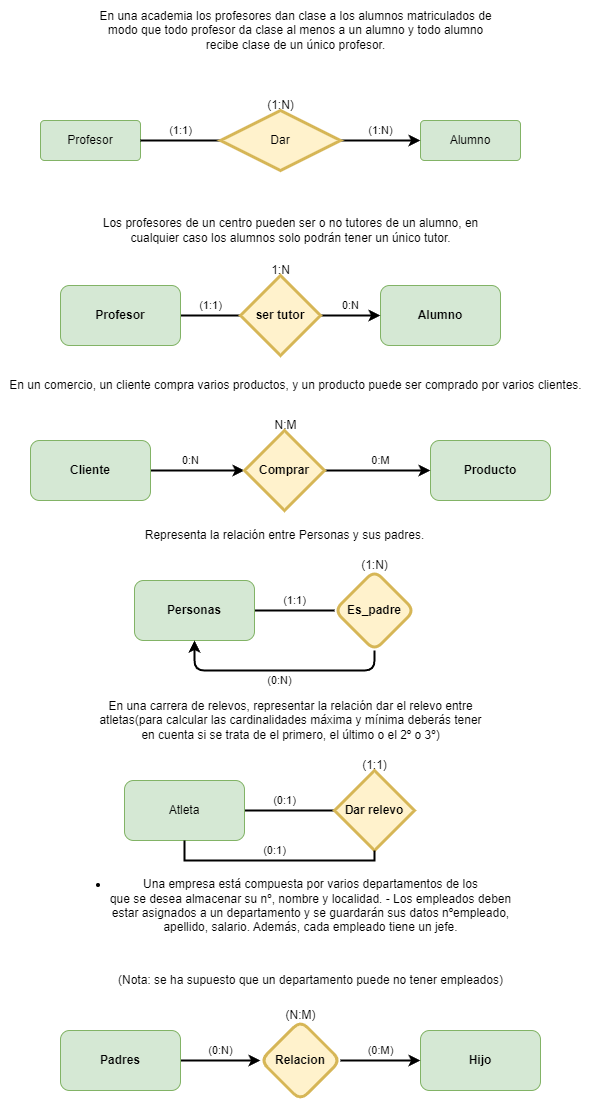 En una academia los profesores dan clase a los alumnos matriculados de
modo que todo profesor da clase al menos a un alumno y todo alumno
recibe clase de un único profesor.
(1:N)
Profesor
(1:1)
Dar
(1:N)
Alumno
Los profesores de un centro pueden ser o no tutores de un alumno, en
cualquier caso los alumnos solo podrán tener un único tutor.
1:N
Profesor
(1:1)
ser tutor
0:N
Alumno
En un comercio, un cliente compra varios productos, y un producto puede ser comprado por varios clientes.
N:M
Cliente
0:N
Comprar
0:M
Producto
Representa la relación entre Personas y sus padres.
(1:N)
Personas
(1:1)
Es_padre
(0:N)
En una carrera de relevos, representar la relación dar el relevo entre
atletas(para calcular las cardinalidades máxima y mínima deberás tener
en cuenta si se trata de el primero, el último o el 2º o 3º)
(1:1)
Atleta
(0:1)
Dar relevo
(0:1)
• Una empresa está compuesta por varios departamentos de los
que se desea almacenar su nº, nombre y localidad. - Los empleados deben
estar asignados a un departamento y se guardarán sus datos nºempleado,
apellido, salario. Además, cada empleado tiene un jefe.
(Nota: se ha supuesto que un departamento puede no tener empleados)
(N:M)
Padres
(0:N)
Relacion
(0:M)
Hijo